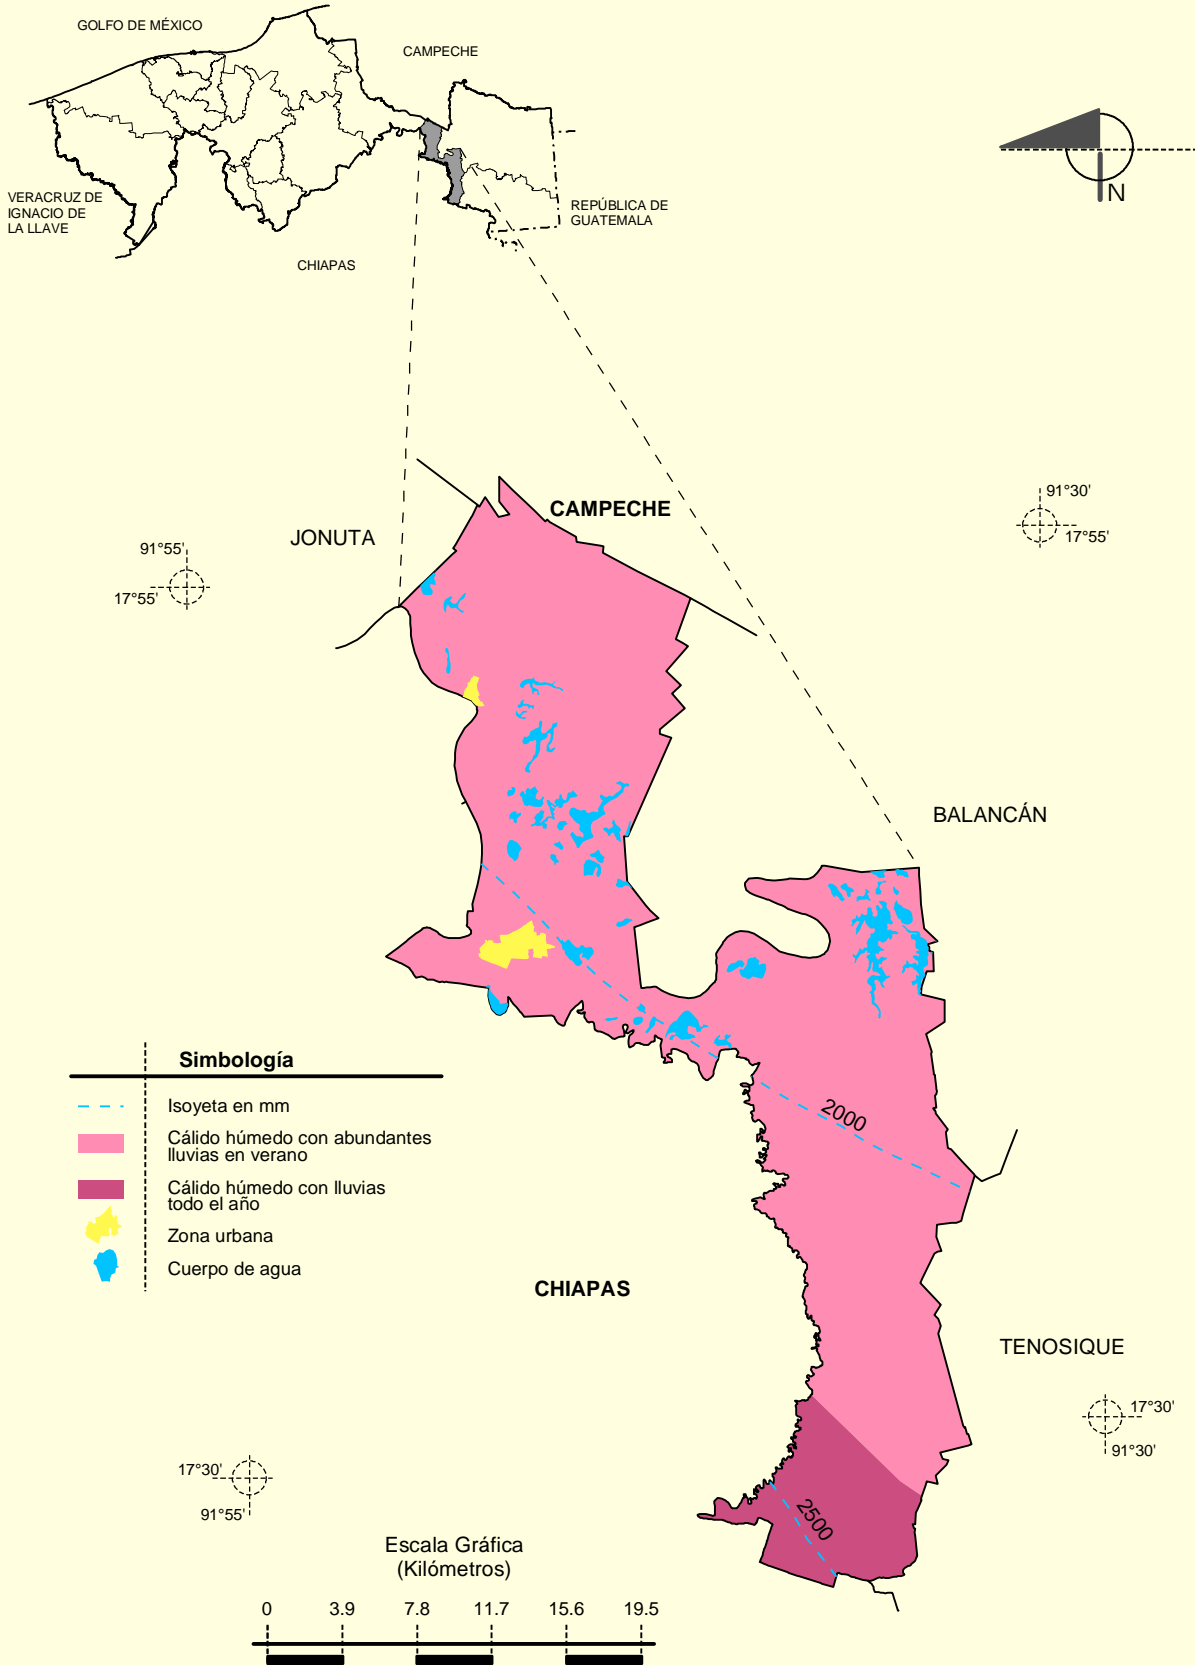 GOLFO DE MÉXICO
CAMPECHE
VERACRUZ DE
IGNACIO DE
LA LLAVE
REPÚBLICA DE
GUATEMALA
CHIAPAS
N
CAMPECHE
JONUTA
91°30'
17°55'
91°55'
17°55'
BALANCÁN
Simbología
Isoyeta en mm
Cálido húmedo con abundantes
lluvias en verano
Cálido húmedo con lluvias
todo el año
Zona urbana
Cuerpo de agua
2000
CHIAPAS
TENOSIQUE
17°30'
91°30'
17°30'
91°55'
2500
Escala Gráfica
(Kilómetros)
0 3.9 7.8 11.7 15.6 19.5